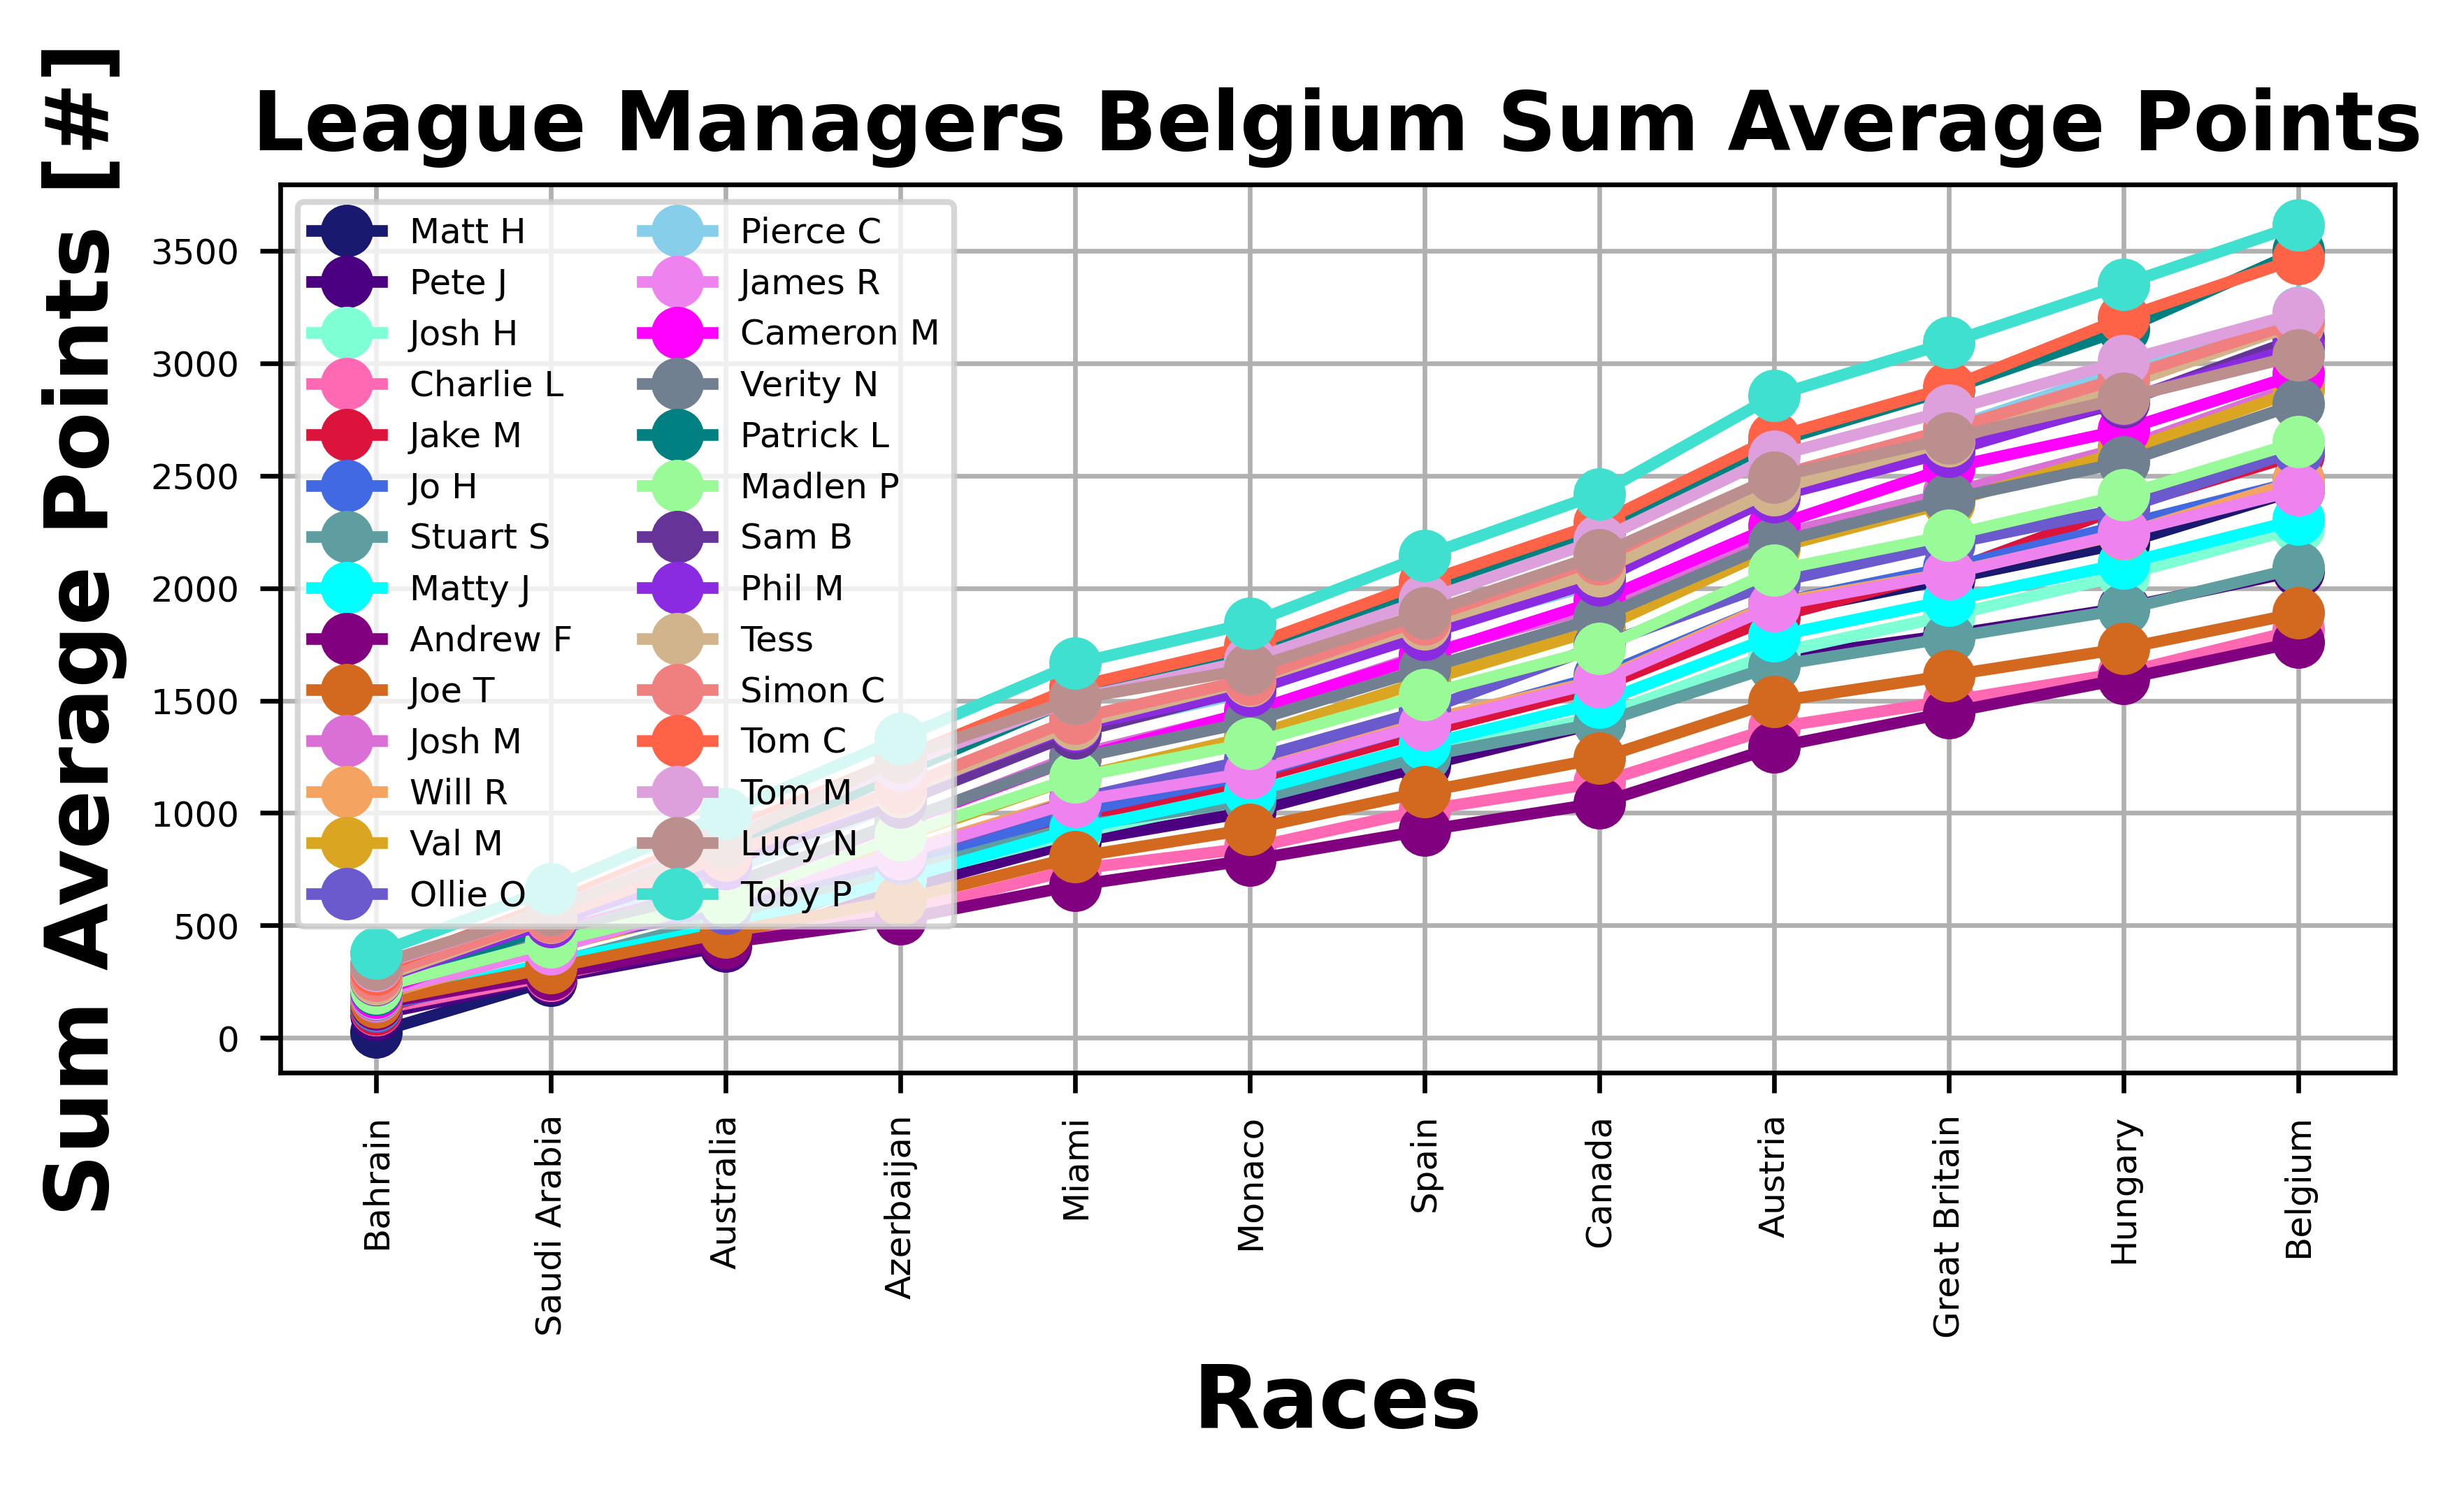 League Managers Belgium Sum Average Points
Sum Average Points [#]
3500
3000
2500
2000
1500
1000
500
0
Matt H
Pete J
Josh H
Charlie L
Jake M
Jo H
Stuart S
Matty J
Andrew F
Joe T
Josh M
Will R
Val M
Ollie O
Pierce C
James R
Cameron M
Verity N
Patrick L
Madlen P
Sam B
Phil M
Tess
Simon C
Tom C
Tom M
Lucy N
Toby P
Bahrain
Saudi Arabia
Australia
Azerbaijan
Miami
Monaco
Spain
Canada
Austria
Great Britain
Hungary
Belgium
Races